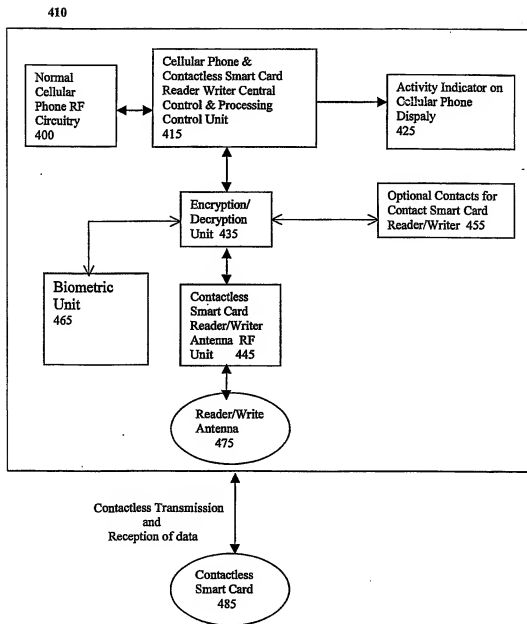 410
Normal
Cellular
Phone RF
Circuitry
400
Cellular Phone &
Contactless Smart Card
Reader Writer Central
Control & Processing
Control Unit
415
Activity Indicator on
Cellular Phone
Dispaly
425
Encryption/
Decryption
Unit 435
Optional Contacts for
Contact Smart Card
Reader/Writer 455
Biometric
Unit
465
Contactless
Smart Card
Reader/Writer
Antenna RF
Unit 445
Reader/Write
Antenna
475
Contactless Transmission
and
Reception of data
Contactless
Smart Card
485